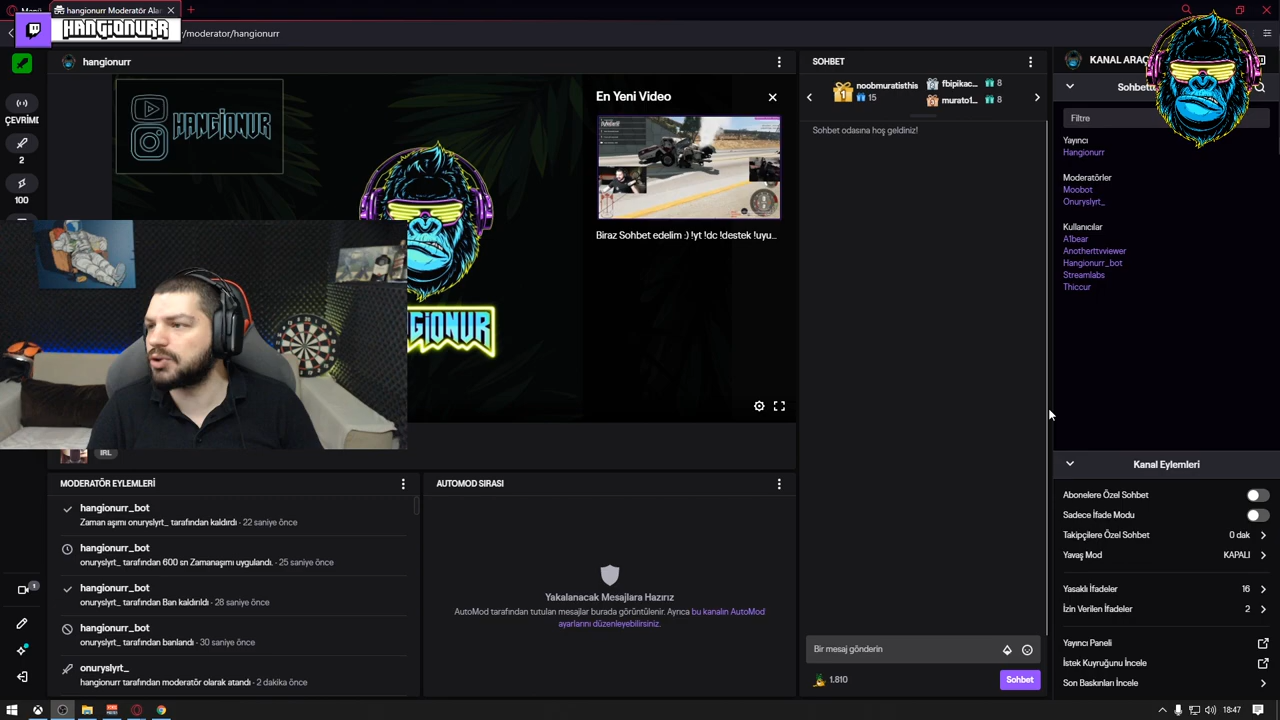 hangionurr Moderatör Ala
HANGIONURR
/moderator/hangionurr
hangionurr
SOHBET
KANAL ARAÇ
ÇEVRİMD
2
100
HANGIONUR
En Yeni Video
Biraz Sohbet edelim :) !yt !dc !destek !uyu...
GIONUR
IRL
1
noobmuratisthis
15
fbipikac...
8
murato1...
8
Sohbet odasına hoş geldiniz!
Sohbett
Filtre
Yayıncı
Hangionurr
Moderatörler
Moobot
Onuryslyrt_
Kullanıcılar
A1bear
Anotherttvviewer
Hangionurr_bot
Streamlabs
Thiccur
MODERATÖR EYLEMLERİ
hangionurr_bot
Zaman aşımı onuryslyrt_ tarafından kaldırdı · 22 saniye önce
hangionurr_bot
onuryslyrt_ tarafından 600 sn Zamanaşımı uygulandı. · 25 saniye önce
hangionurr_bot
onuryslyrt_ tarafından Ban kaldırıldı · 28 saniye önce
hangionurr_bot
onuryslyrt_ tarafından banlandı · 30 saniye önce
onuryslyrt_
hangionurr tarafından moderatör olarak atandı · 2 dakika önce
AUTOMOD SIRASI
Yakalanacak Mesajlara Hazırız
AutoMod tarafından tutulan mesajlar burada görüntülenir. Ayrıca bu kanalın AutoMod
ayarlarını düzenleyebilirsiniz.
Bir mesaj gönderin
1.810
Sohbet
Kanal Eylemleri
Abonelere Özel Sohbet
Sadece İfade Modu
Takipçilere Özel Sohbet 0 dak
Yavaş Mod KAPALI
Yasaklı İfadeler 16
İzin Verilen İfadeler 2
Yayıncı Paneli
İstek Kuyruğunu İncele
Son Baskınları İncele
1
18:47